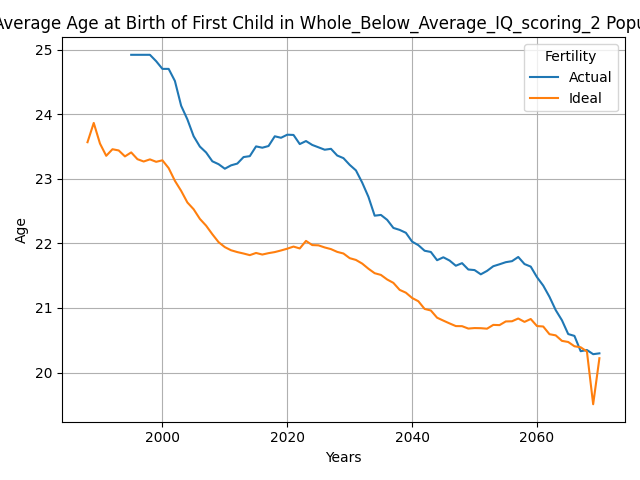 Average Age at Birth of First Child in Whole_Below_Average_IQ_scoring_2
Fertility
Actual
Ideal
25
24
23
22
21
20
Age
2000 2020 2040 2060
Years